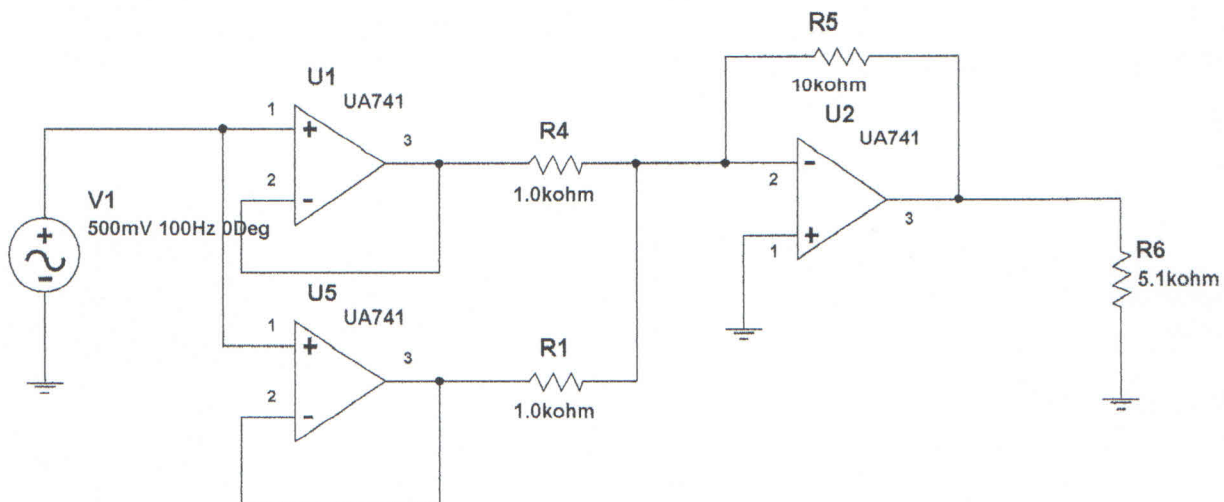 R5
10kohm
U1
UA741
U2
UA741
1
3
2
R4
1.0kohm
2
3
1
V1
500mV 100Hz 0Deg
R6
5.1kohm
U5
UA741
1
3
2
R1
1.0kohm